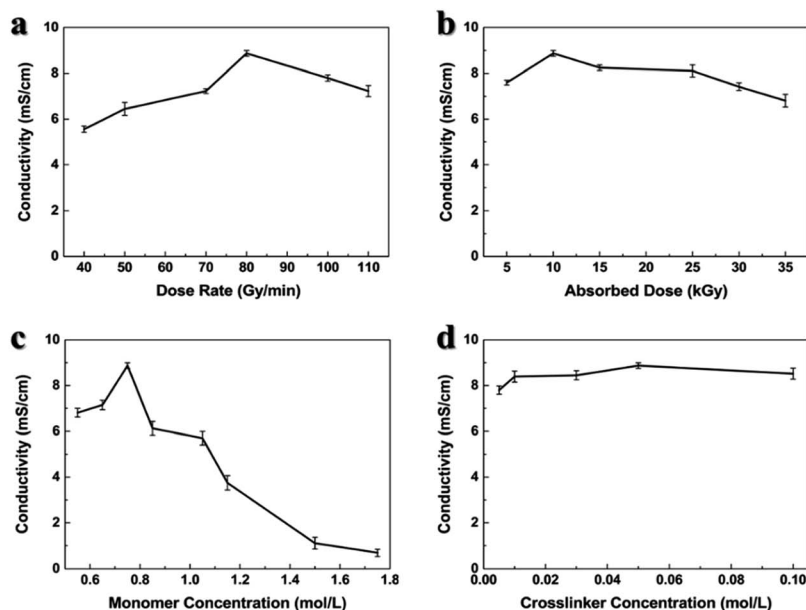 a
Conductivity (mS/cm)
10
8
6
4
2
0
40 50 60 70 80 90 100 110
Dose Rate (Gy/min)
b
Conductivity (mS/cm)
10
8
6
4
2
0
5 10 15 20 25 30 35
Absorbed Dose (kGy)
c
Conductivity (mS/cm)
10
8
6
4
2
0
0.6 0.8 1.0 1.2 1.4 1.6 1.8
Monomer Concentration (mol/L)
d
Conductivity (mS/cm)
10
8
6
4
2
0
0.00 0.02 0.04 0.06 0.08 0.10
Crosslinker Concentration (mol/L)